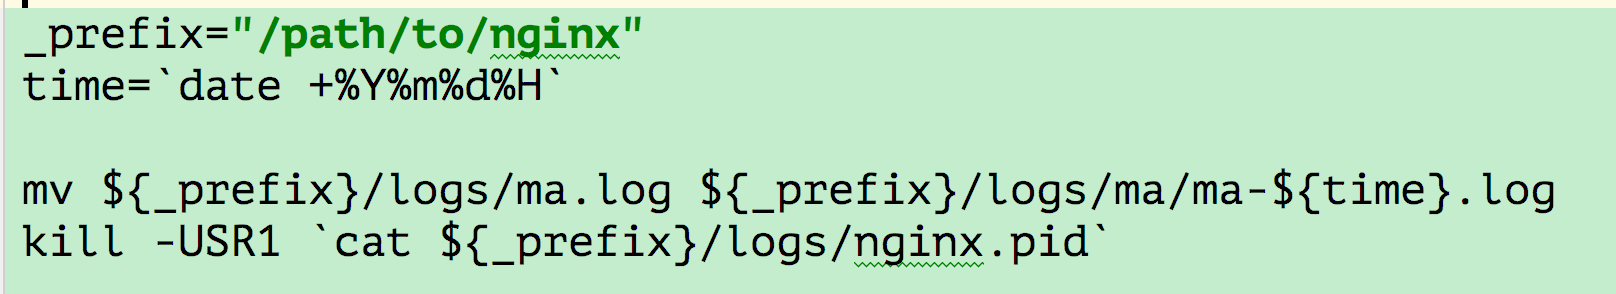 _prefix="/path/to/nginx"
time=`date +%Y%m%d%H`
mv ${_prefix}/logs/ma.log ${_prefix}/logs/ma/ma-${time}.log
kill -USR1 `cat ${_prefix}/logs/nginx.pid`